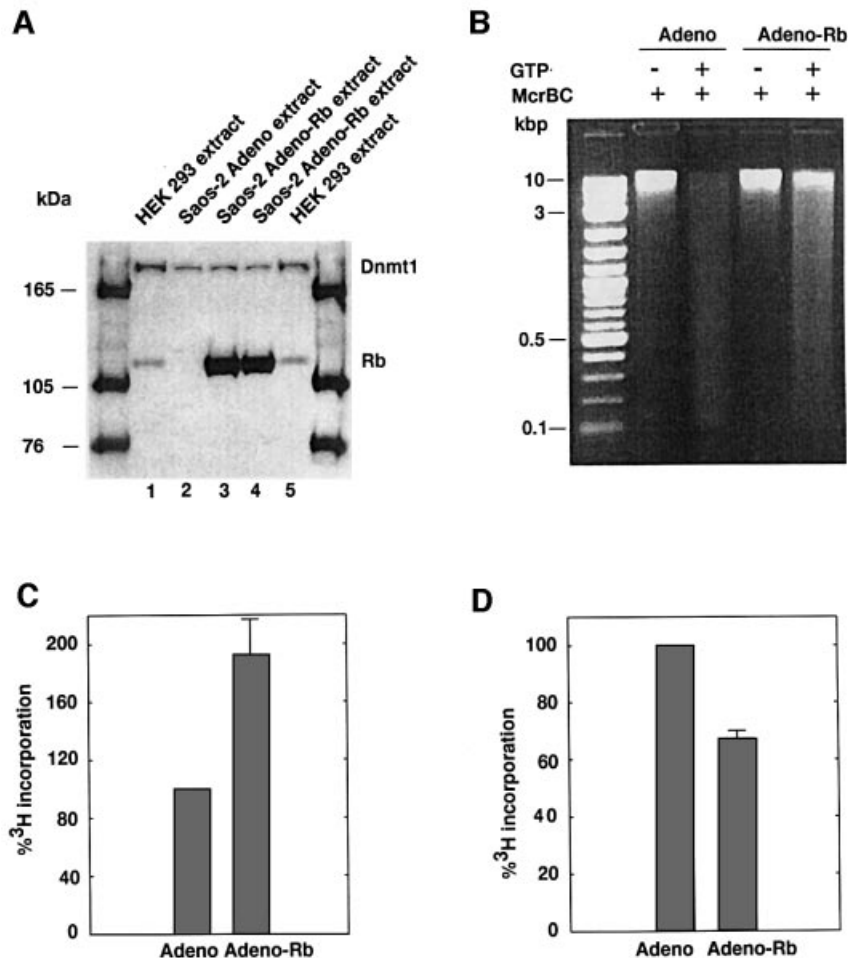 A
HEK 293 extract
Saos-2 Adeno extract
Saos-2 Adeno-Rb extract
Saos-2 Adeno-Rb extract
HEK 293 extract
kDa
Dnmt1
165
Rb
105
76
1 2 3 4 5
B
Adeno Adeno-Rb
GTP - + - +
McrBC + + + +
kbp
10
3
0.5
0.1
C
%³H incorporation
200
160
120
80
40
0
Adeno Adeno-Rb
D
%³H incorporation
100
80
60
40
20
0
Adeno Adeno-Rb